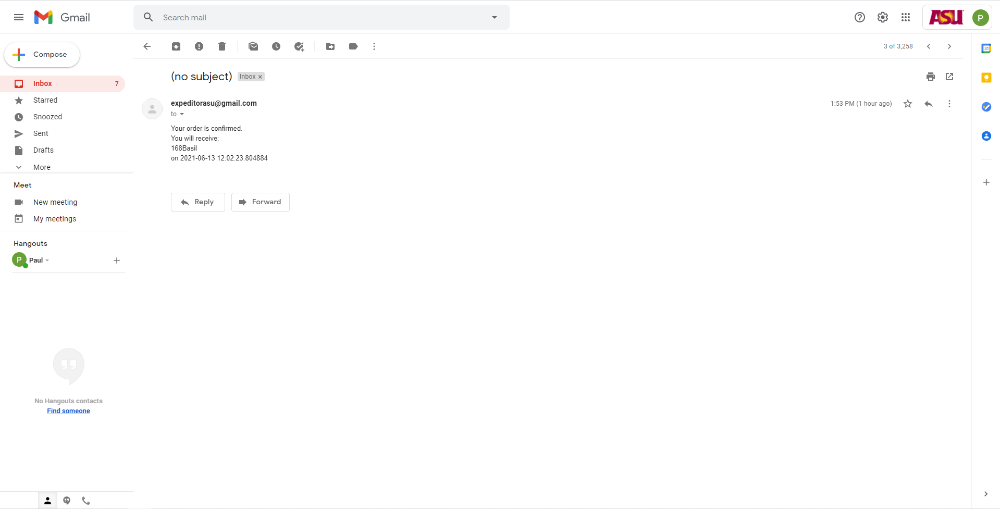 Gmail
Search mail
ASU
P
Compose
3 of 3,258
31
(no subject) Inbox ×
Inbox 7
Starred
Snoozed
Sent
Drafts
More
expeditorasu@gmail.com
1:53 PM (1 hour ago)
to
Your order is confirmed.
You will receive:
168Basil
on 2021-06-13 12:02:23.804884
Reply
Forward
Meet
New meeting
My meetings
Hangouts
P Paul
No Hangouts contacts
Find someone